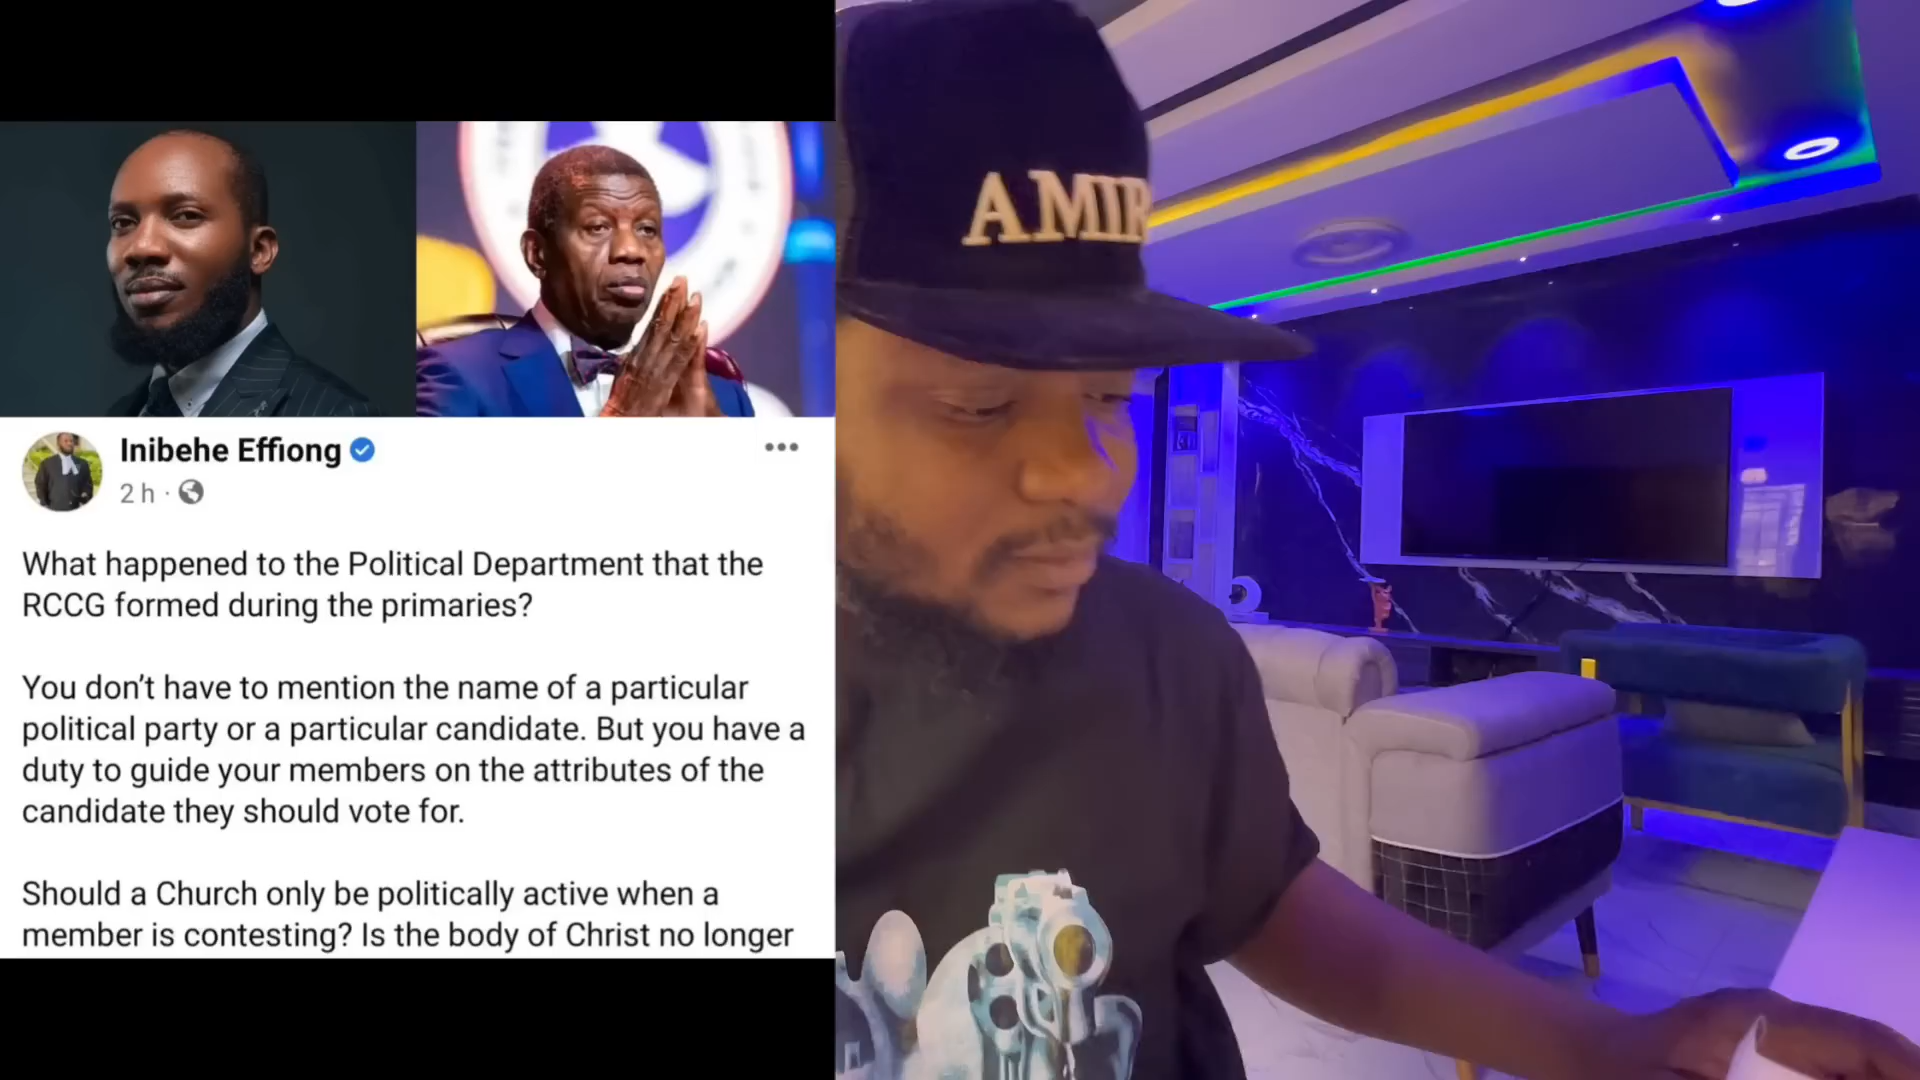 Inibehe Effiong
2 h ·
What happened to the Political Department that the
RCCG formed during the primaries?
You don't have to mention the name of a particular
political party or a particular candidate. But you have a
duty to guide your members on the attributes of the
candidate they should vote for.
Should a Church only be politically active when a
member is contesting? Is the body of Christ no longer
AMIR